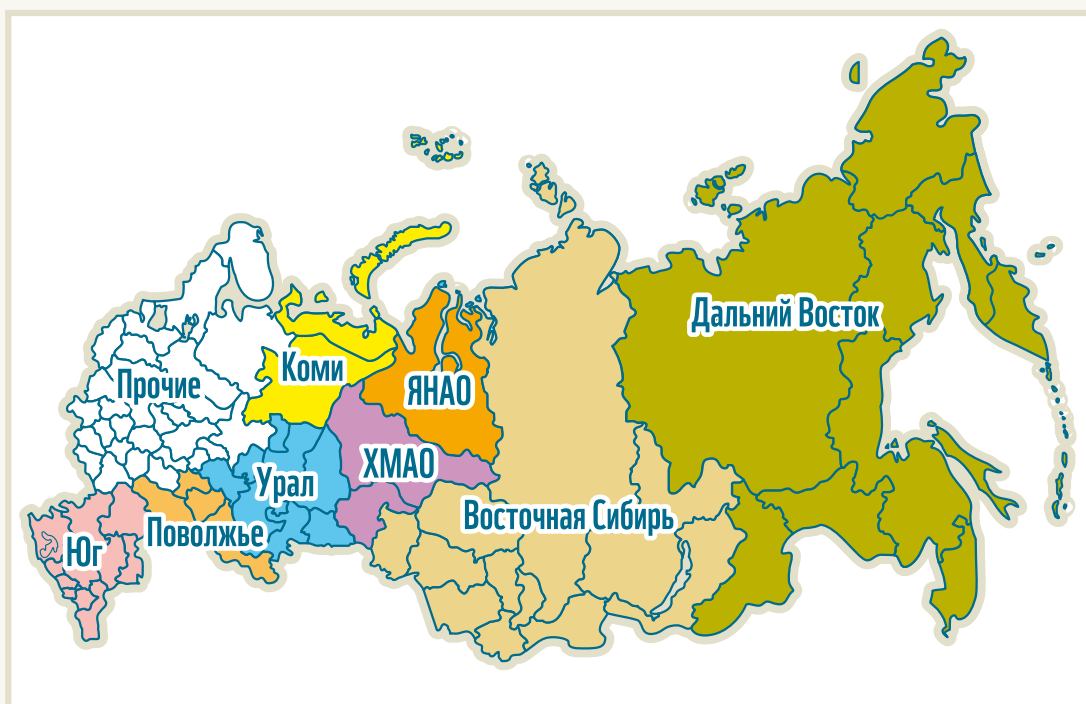 Дальний Восток
Коми
Прочие
ЯНАО
ХМАО
Урал
Восточная Сибирь
Поволжье
Юг